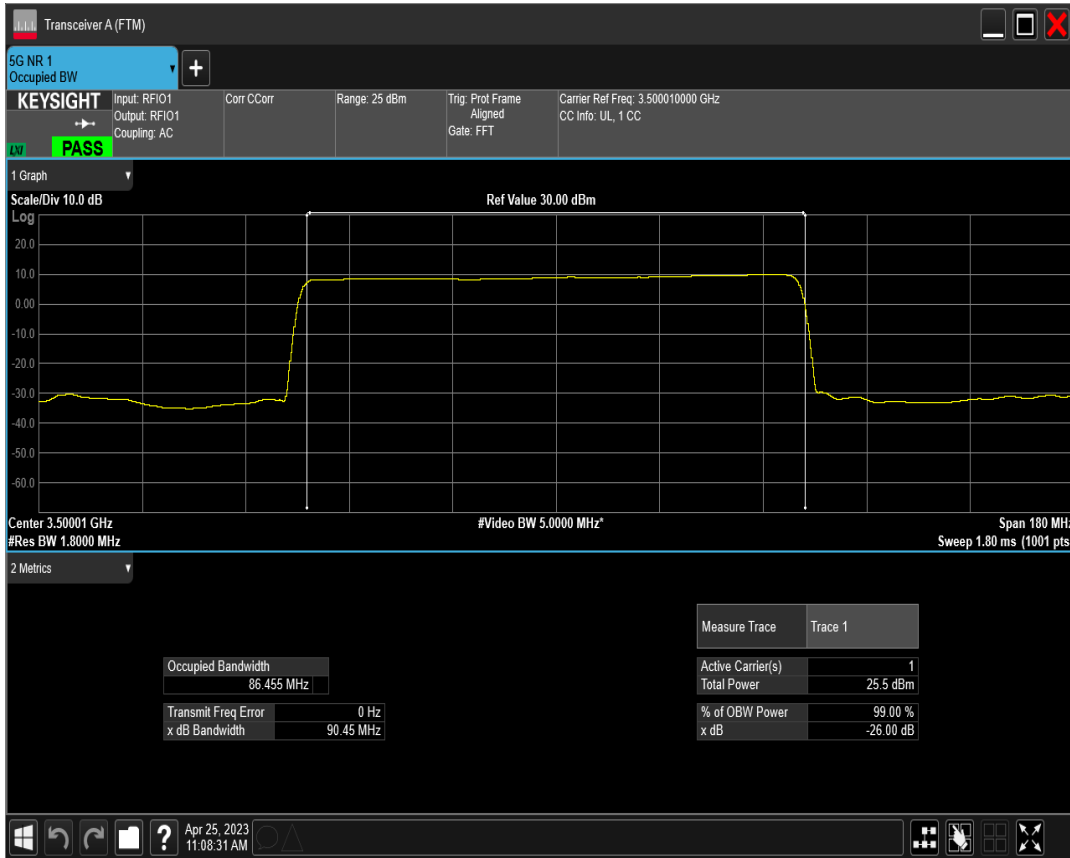 Transceiver A (FTM)
5G NR 1
Occupied BW
+
KEYSIGHT
LXI
PASS
Input: RFIO1
Output: RFIO1
Coupling: AC
Corr CCorr
Range: 25 dBm
Trig: Prot Frame
Aligned
Gate: FFT
Carrier Ref Freq: 3.500010000 GHz
CC Info: UL, 1 CC
1 Graph
Scale/Div 10.0 dB
Ref Value 30.00 dBm
Log
20.0
10.0
0.00
-10.0
-20.0
-30.0
-40.0
-50.0
-60.0
Center 3.50001 GHz
#Video BW 5.0000 MHz*
Span 180 MHz
#Res BW 1.8000 MHz
Sweep 1.80 ms (1001 pts
2 Metrics
Measure Trace
Trace 1
Occupied Bandwidth
86.455 MHz
Active Carrier(s)
1
Total Power
25.5 dBm
Transmit Freq Error
0 Hz
x dB Bandwidth
90.45 MHz
% of OBW Power
99.00 %
x dB
-26.00 dB
?
Apr 25, 2023
11:08:31 AM